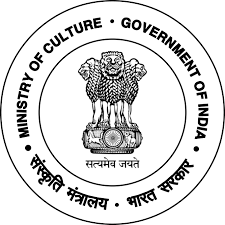 • MINISTRY OF CULTURE • GOVERNMENT OF INDIA •
सत्यमेव जयते
संस्कृति मंत्रालय • भारत सरकार